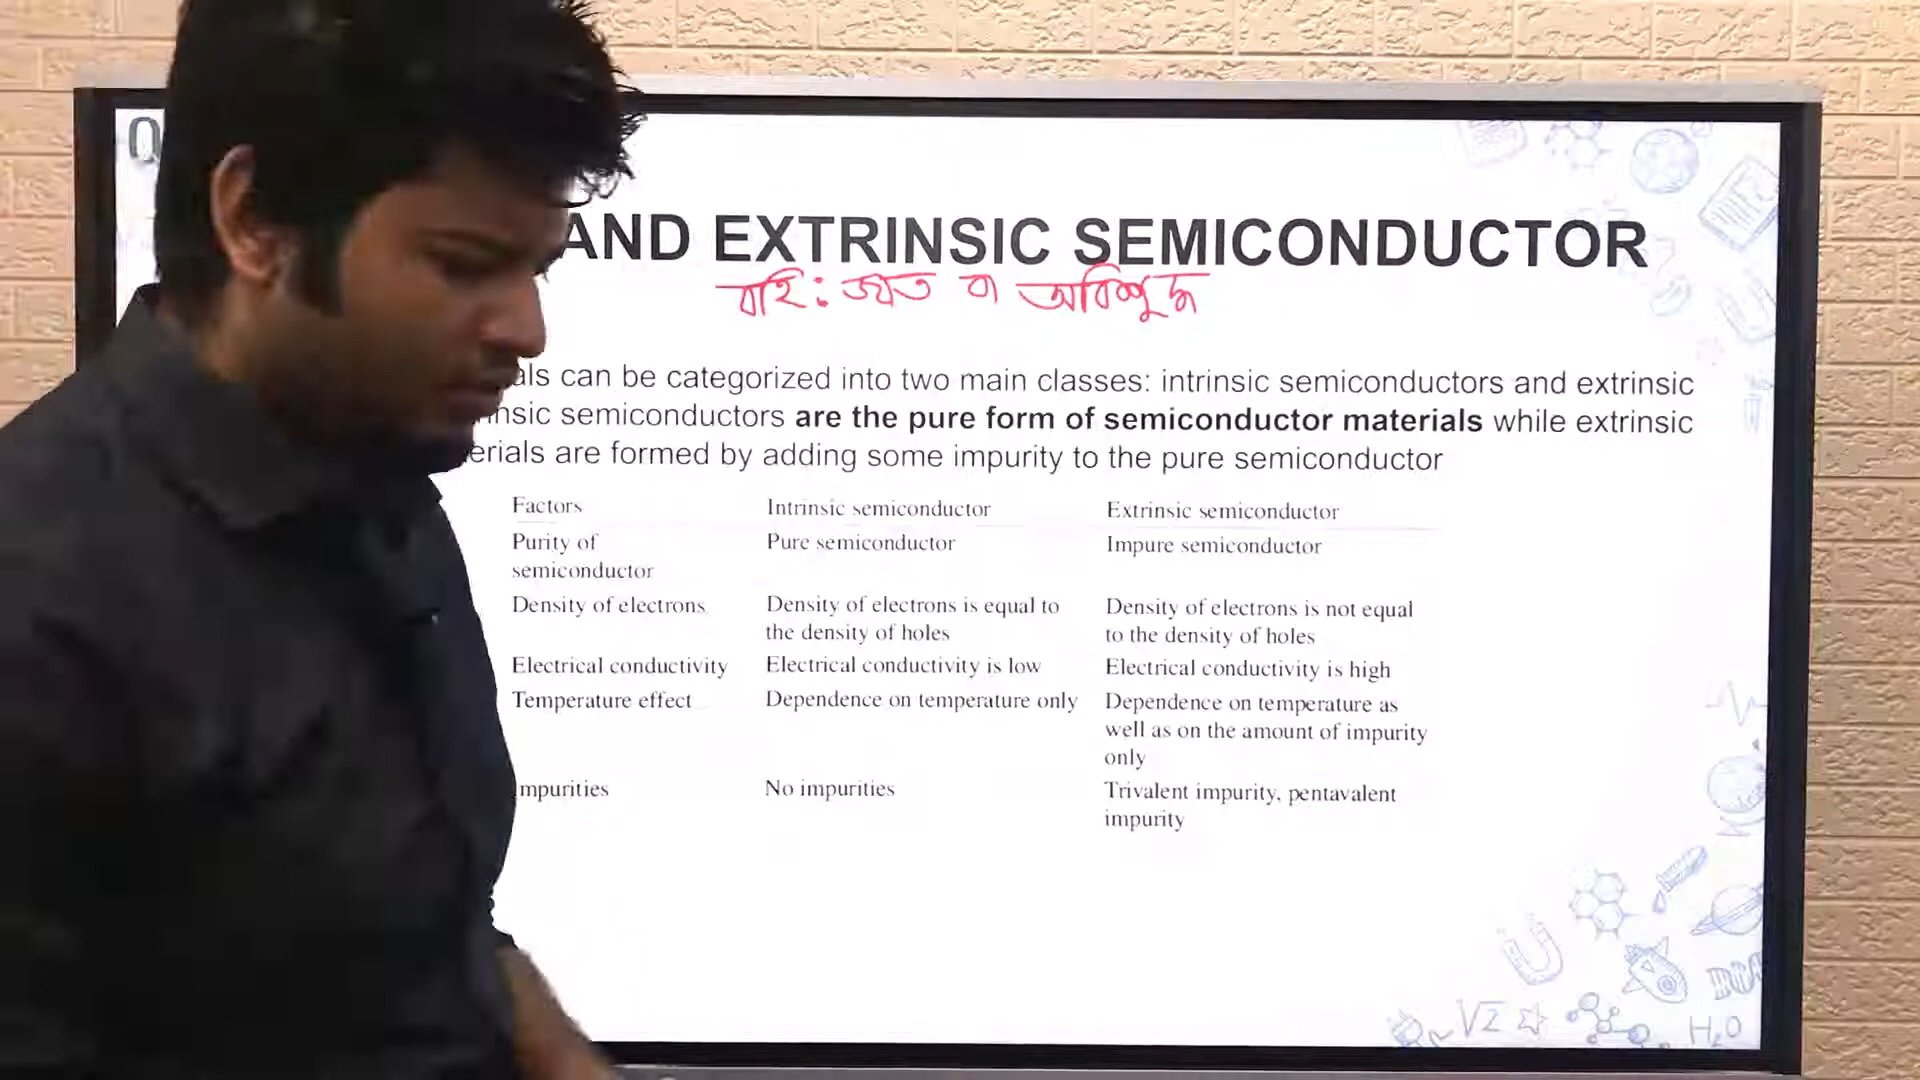 AND EXTRINSIC SEMICONDUCTOR
বাহি: জাত বা অবিশুদ্ধ
can be categorized into two main classes: intrinsic semiconductors and extrinsic
semiconductors are the pure form of semiconductor materials while extrinsic
are formed by adding some impurity to the pure semiconductor
Factors Intrinsic semiconductor Extrinsic semiconductor
Purity of semiconductor Pure semiconductor Impure semiconductor
Density of electrons Density of electrons is equal to the density of holes Density of electrons is not equal to the density of holes
Electrical conductivity Electrical conductivity is low Electrical conductivity is high
Temperature effect Dependence on temperature only Dependence on temperature as well as on the amount of impurity only
mpurities No impurities Trivalent impurity, pentavalent impurity
√2
H₂O